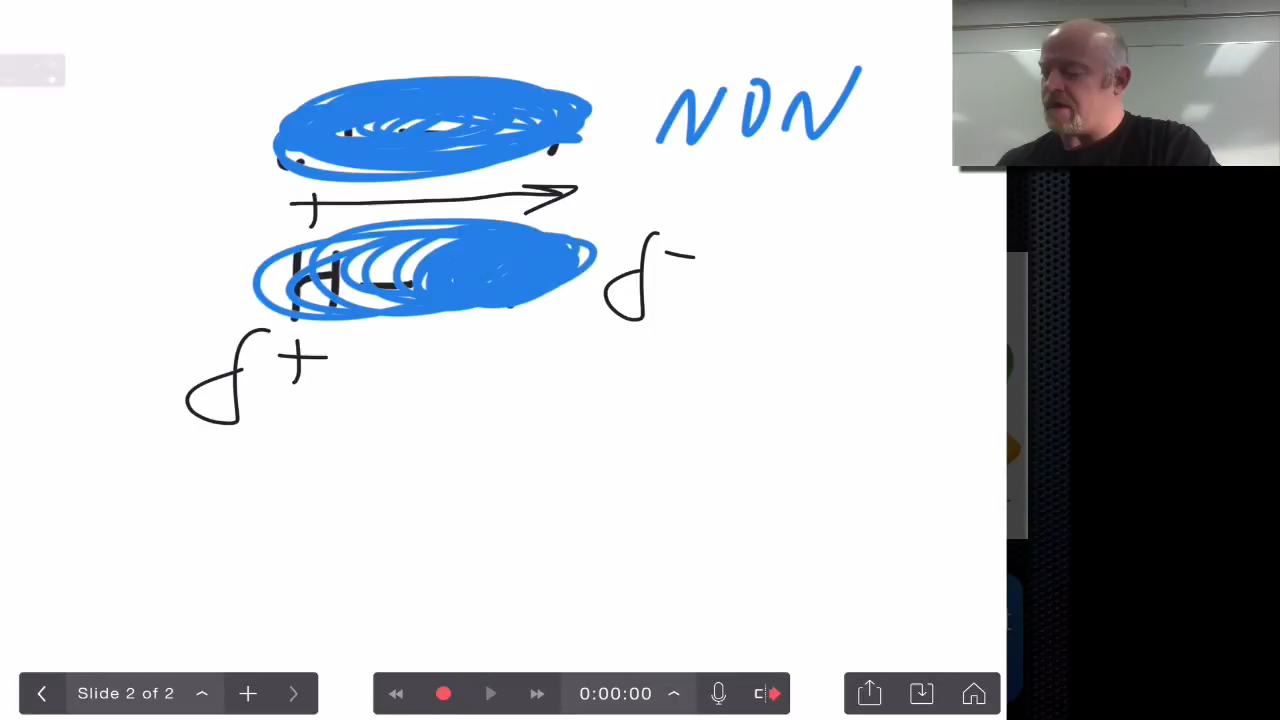 NON
δ-
H –
δ+
Slide 2 of 2
0:00:00